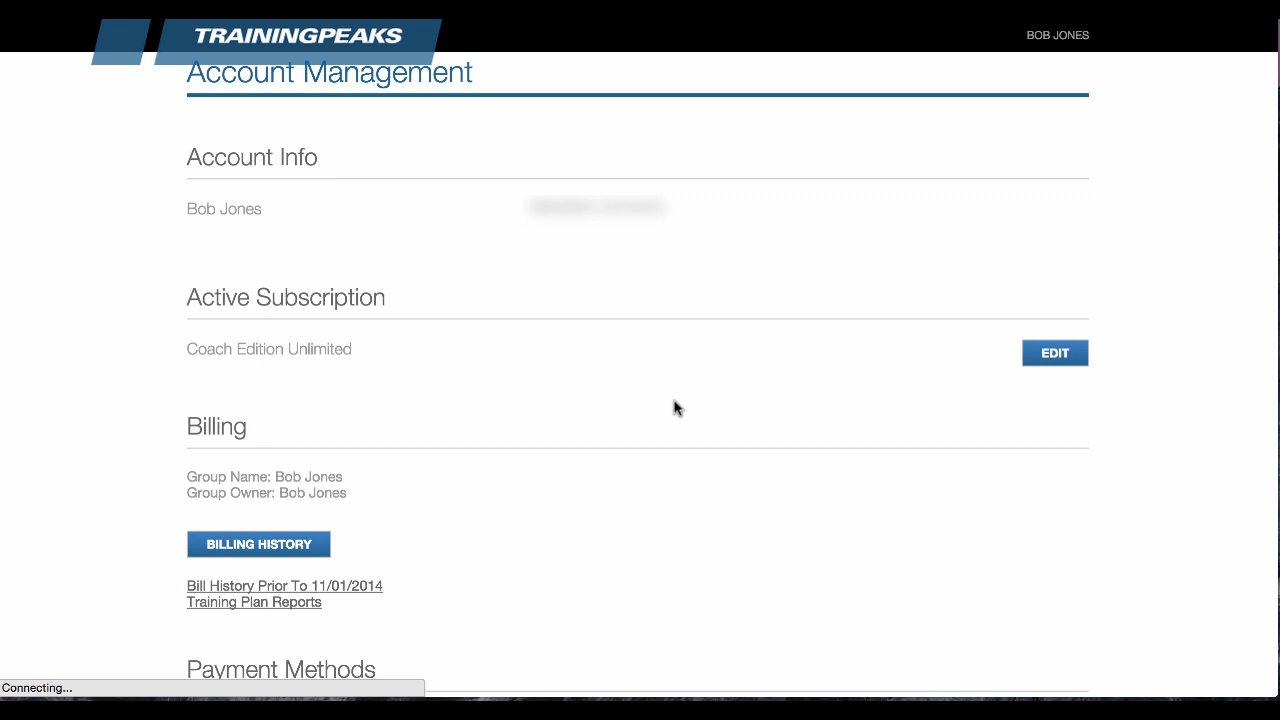 TRAININGPEAKS
BOB JONES
Account Management
Account Info
Bob Jones
Active Subscription
Coach Edition Unlimited
EDIT
Billing
Group Name: Bob Jones
Group Owner: Bob Jones
BILLING HISTORY
Bill History Prior To 11/01/2014
Training Plan Reports
Payment Methods
Connecting...